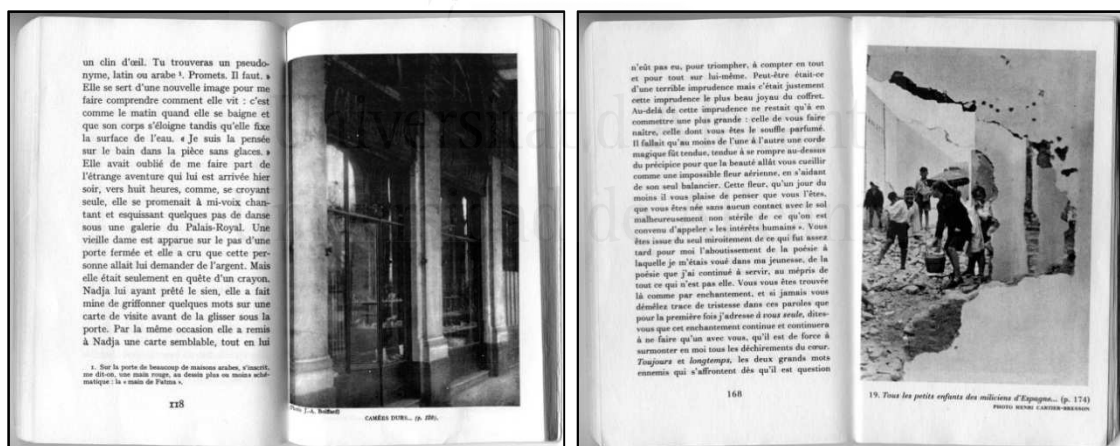 un clin d'œil. Tu trouveras un pseudo-
nyme, latin ou arabe ¹. Promets. Il faut. »
Elle se sert d'une nouvelle image pour me
faire comprendre comment elle vit : c'est
comme le matin quand elle se baigne et
que son corps s'éloigne tandis qu'elle fixe
la surface de l'eau. « Je suis la pensée
sur le bain dans la pièce sans glaces. »
Elle avait oublié de me faire part de
l'étrange aventure qui lui est arrivée hier
soir, vers huit heures, comme, se croyant
seule, elle se promenait à mi-voix chan-
tant et esquissant quelques pas de danse
sous une galerie du Palais-Royal. Une
vieille dame est apparue sur le pas d'une
porte fermée et elle a cru que cette per-
sonne allait lui demander de l'argent. Mais
elle était seulement en quête d'un crayon.
Nadja lui ayant prêté le sien, elle a fait
mine de griffonner quelques mots sur une
carte de visite avant de la glisser sous la
porte. Par la même occasion elle a remis
à Nadja une carte semblable, tout en lui
1. Sur la porte de beaucoup de maisons arabes, s'inscrit,
me dit-on, une main rouge, au dessin plus ou moins sché-
matique : la « main de Fatma ».
118
(Photo J.-A. Boiffard)
CAMÉES DURS... (p. 120).
n'eût pas eu, pour triompher, à compter en tout
et pour tout sur lui-même. Peut-être était-ce
d'une terrible imprudence mais c'était justement
cette imprudence le plus beau joyau du coffret.
Au-delà de cette imprudence ne restait qu'à en
commettre une plus grande : celle de vous faire
naître, celle dont vous êtes le souffle parfumé.
Il fallait qu'au moins de l'une à l'autre une corde
magique fût tendue, tendue à se rompre au-dessus
du précipice pour que la beauté allât vous cueillir
comme une impossible fleur aérienne, en s'aidant
de son seul balancier. Cette fleur, qu'un jour du
moins il vous plaise de penser que vous l'êtes,
que vous êtes née sans aucun contact avec le sol
malheureusement non stérile de ce qu'on est
convenu d'appeler « les intérêts humains ». Vous
êtes issue du seul miroitement de ce qui fut assez
tard pour moi l'aboutissement de la poésie à
laquelle je m'étais voué dans ma jeunesse, de la
poésie que j'ai continué à servir, au mépris de
tout ce qui n'est pas elle. Vous vous êtes trouvée
là comme par enchantement, et si jamais vous
démêlez trace de tristesse dans ces paroles que
pour la première fois j'adresse à vous seule, dites-
vous que cet enchantement continue et continuera
à ne faire qu'un avec vous, qu'il est de force à
surmonter en moi tous les déchirements du cœur.
Toujours et longtemps, les deux grands mots
ennemis qui s'affrontent dès qu'il est question
168
19. Tous les petits enfants des miliciens d'Espagne... (p. 174)
PHOTO HENRI CARTIER-BRESSON